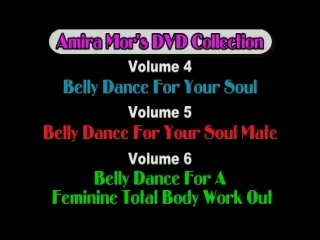 Amira Mor's DVD Collection
Volume 4
Belly Dance For Your Soul
Volume 5
Belly Dance For Your Soul Mate
Volume 6
Belly Dance For A
Feminine Total Body Work Out